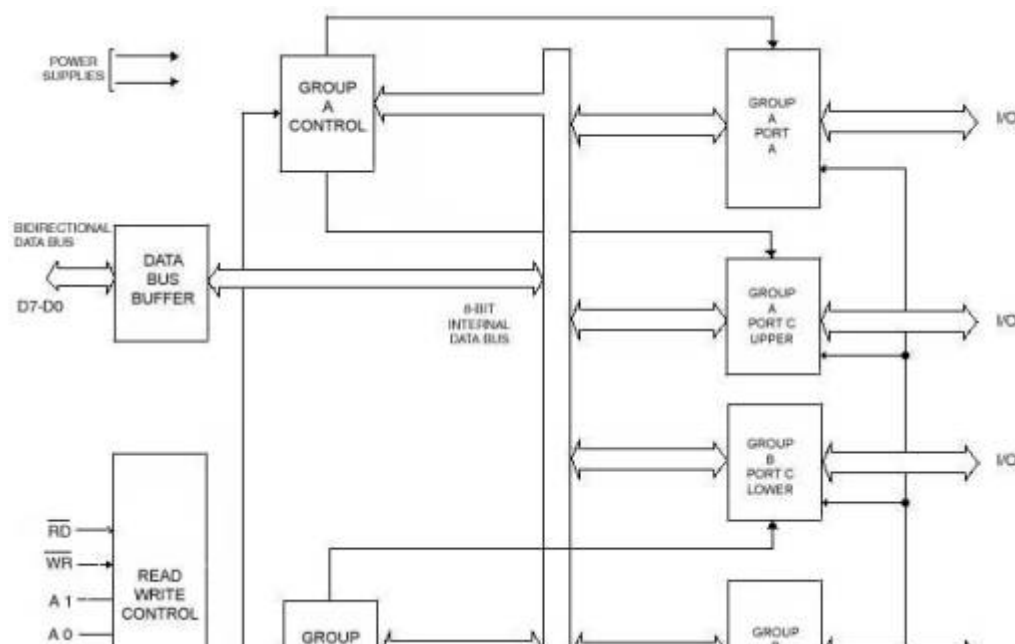 POWER
SUPPLIES
GROUP
A
CONTROL
GROUP
A
PORT
A
I/O
BIDIRECTIONAL
DATA BUS
D7-D0
DATA
BUS
BUFFER
8-BIT
INTERNAL
DATA BUS
GROUP
A
PORT C
UPPER
I/O
GROUP
B
PORT C
LOWER
I/O
RD
WR
A 1
A 0
READ
WRITE
CONTROL
GROUP
GROUP